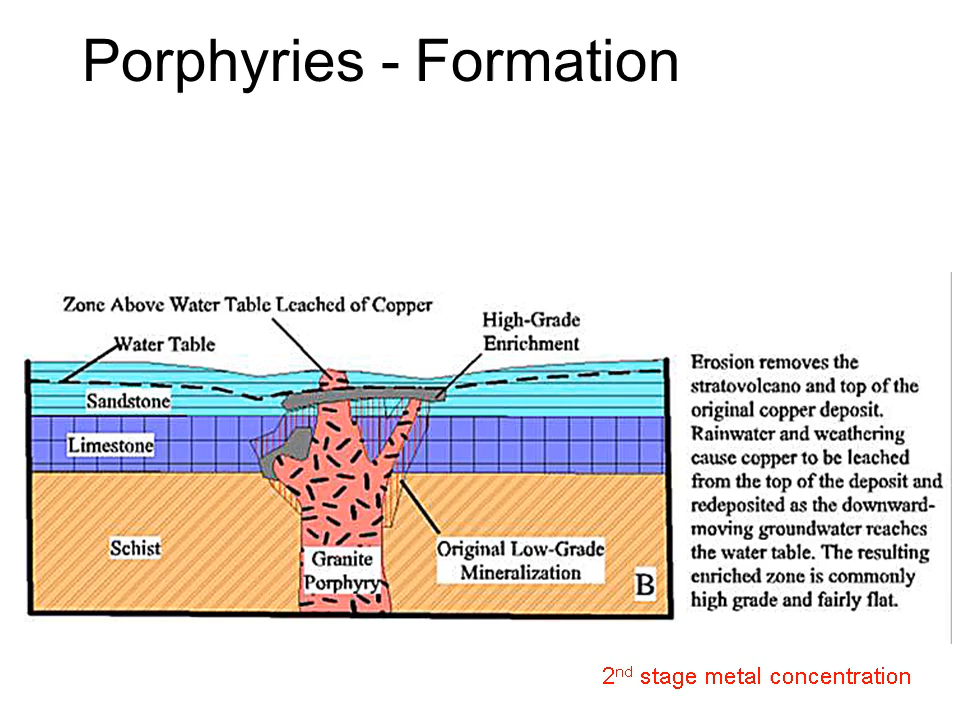 Porphyries - Formation
Zone Above Water Table Leached of Copper
High-Grade
Enrichment
Water Table
Sandstone
Limestone
Schist
Granite
Porphyry
Original Low-Grade
Mineralization
B
Erosion removes the
stratovolcano and top of the
original copper deposit.
Rainwater and weathering
cause copper to be leached
from the top of the deposit and
redeposited as the downward-
moving groundwater reaches
the water table. The resulting
enriched zone is commonly
high grade and fairly flat.
2nd stage metal concentration